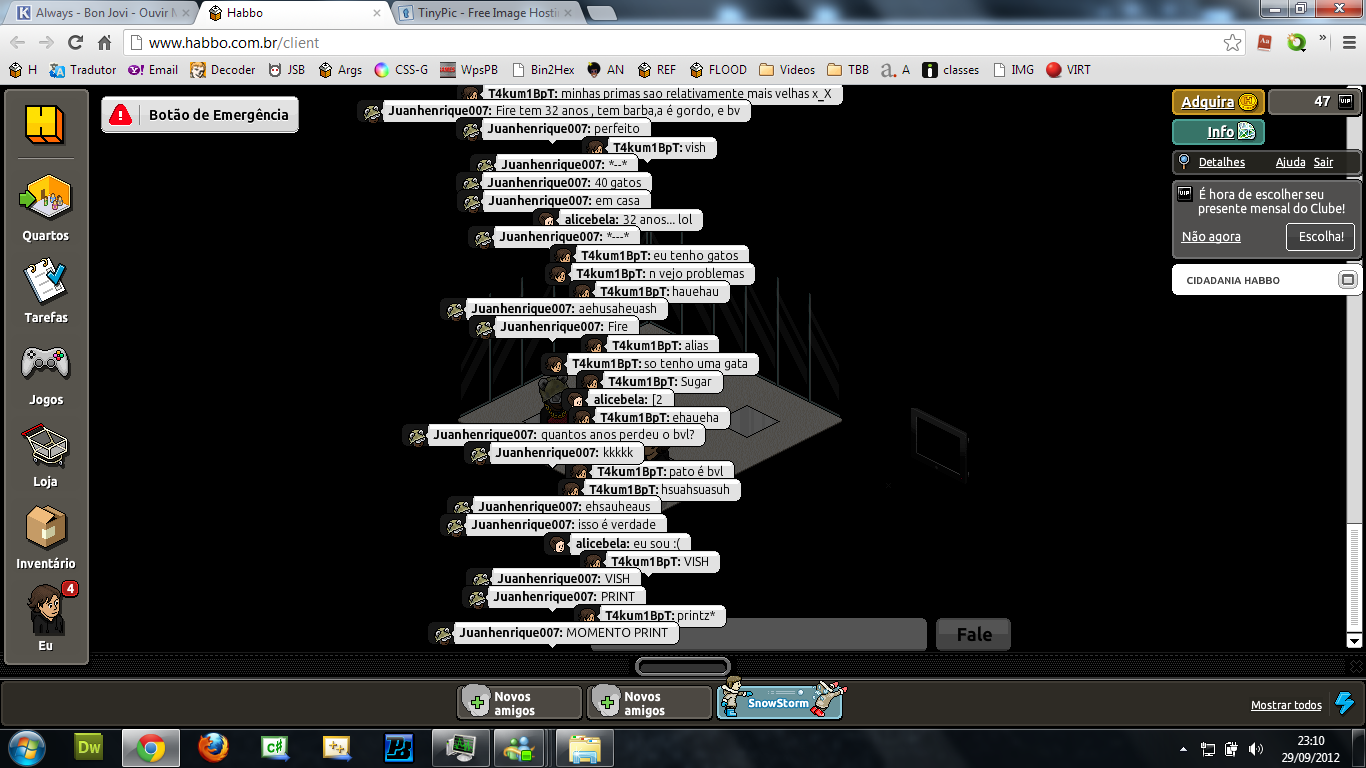 Always - Bon Jovi - Ouvir M
Habbo
TinyPic - Free Image Hostin
www.habbo.com.br/client
H
Tradutor
Email
Decoder
JSB
Args
CSS-G
WpsPB
Bin2Hex
AN
REF
FLOOD
Videos
TBB
a. A
classes
IMG
VIRT
Botão de Emergência
Adquira
47
VIP
Info
Detalhes Ajuda Sair
VIP
É hora de escolher seu
presente mensal do Clube!
Não agora
Escolha!
CIDADANIA HABBO
Quartos
Tarefas
Jogos
Loja
Inventário
4
Eu
T4kum1BpT: minhas primas sao relativamente mais velhas x_X
Juanhenrique007: Fire tem 32 anos , tem barba,a é gordo, e bv
Juanhenrique007: perfeito
T4kum1BpT: vish
Juanhenrique007: *--*
Juanhenrique007: 40 gatos
Juanhenrique007: em casa
alicebela: 32 anos... lol
Juanhenrique007: *---*
T4kum1BpT: eu tenho gatos
T4kum1BpT: n vejo problemas
T4kum1BpT: hauehau
Juanhenrique007: aehusaheuash
Juanhenrique007: Fire
T4kum1BpT: alias
T4kum1BpT: so tenho uma gata
T4kum1BpT: Sugar
alicebela: [2
T4kum1BpT: ehaueha
Juanhenrique007: quantos anos perdeu o bvl?
Juanhenrique007: kkkkk
T4kum1BpT: pato é bvl
T4kum1BpT: hsuahsuasuh
Juanhenrique007: ehsauheaus
Juanhenrique007: isso é verdade
alicebela: eu sou :(
T4kum1BpT: VISH
Juanhenrique007: VISH
Juanhenrique007: PRINT
T4kum1BpT: printz*
Juanhenrique007: MOMENTO PRINT
Fale
Novos
amigos
Novos
amigos
SnowStorm
Mostrar todos
Dw
C#
23:10
29/09/2012